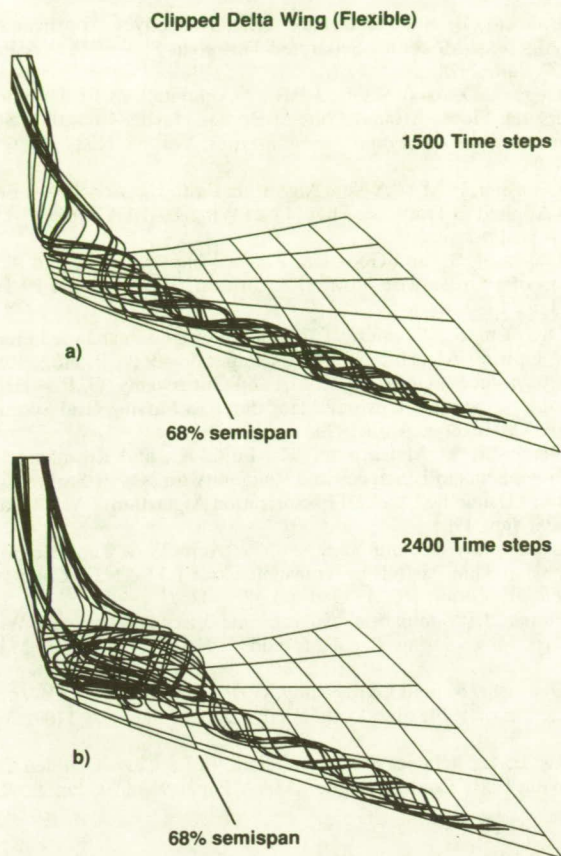 Clipped Delta Wing (Flexible)
1500 Time steps
a)
68% semispan
2400 Time steps
b)
68% semispan